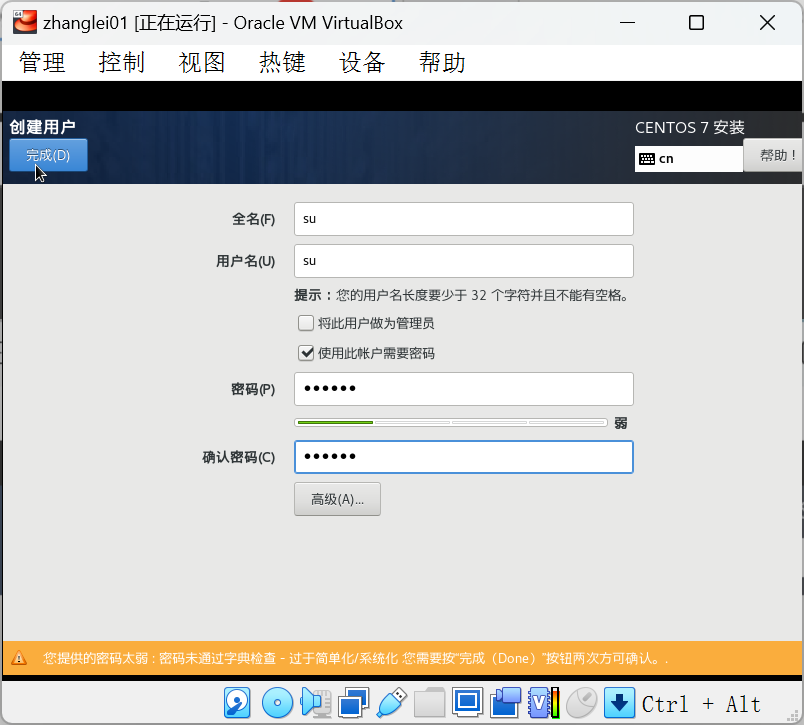 zhanglei01 [正在运行] - Oracle VM VirtualBox
管理 控制 视图 热键 设备 帮助
创建用户
CENTOS 7 安装
完成(D)
cn
帮助！
全名(F)
su
用户名(U)
su
提示：您的用户名长度要少于 32 个字符并且不能有空格。
将此用户做为管理员
使用此帐户需要密码
密码(P)
••••••
弱
确认密码(C)
••••••
高级(A)...
您提供的密码太弱 : 密码未通过字典检查 - 过于简单化/系统化 您需要按“完成（Done）”按钮两次方可确认。.
Ctrl + Alt